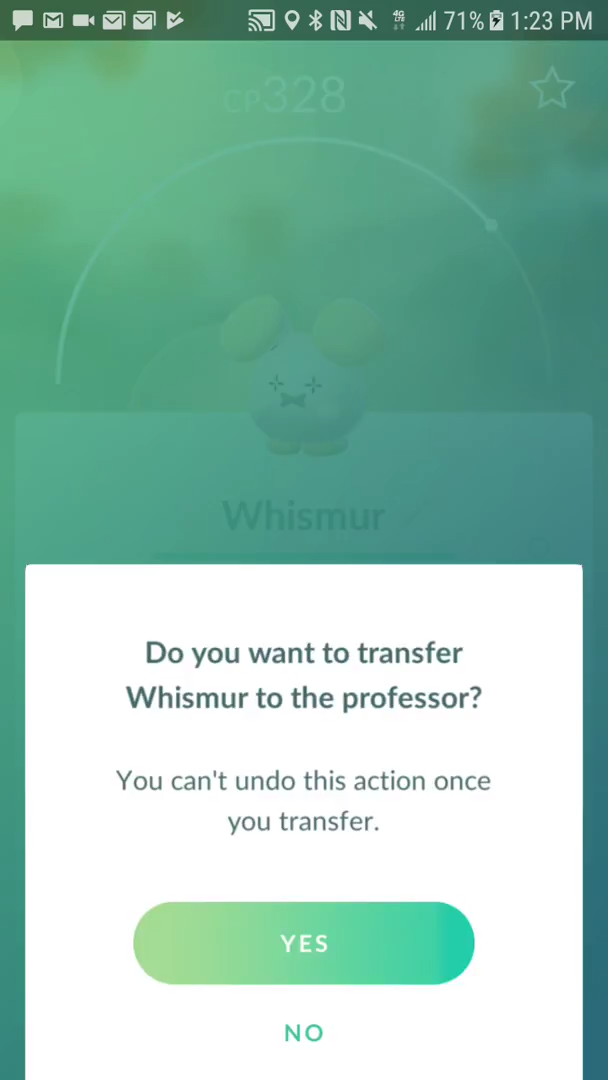 4G 71% 1:23 PM
CP328
Whismur
Do you want to transfer
Whismur to the professor?
You can't undo this action once
you transfer.
YES
NO